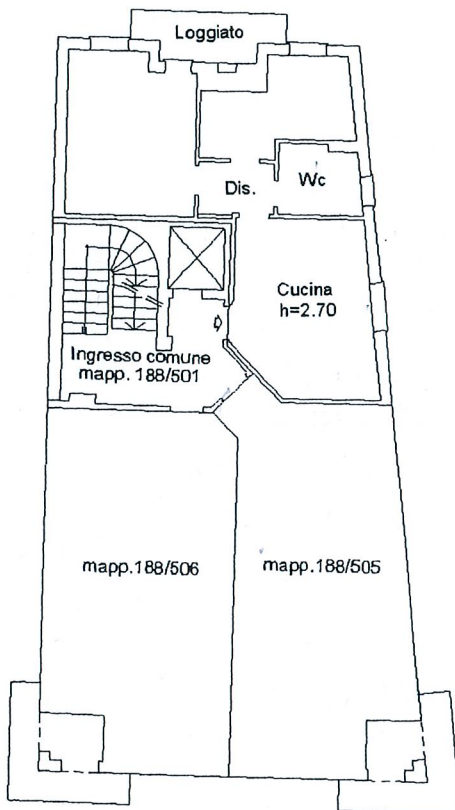 Loggiato
Dis.
Wc
Cucina
h=2.70
Ingresso comune
mapp. 188/501
mapp.188/506
mapp.188/505